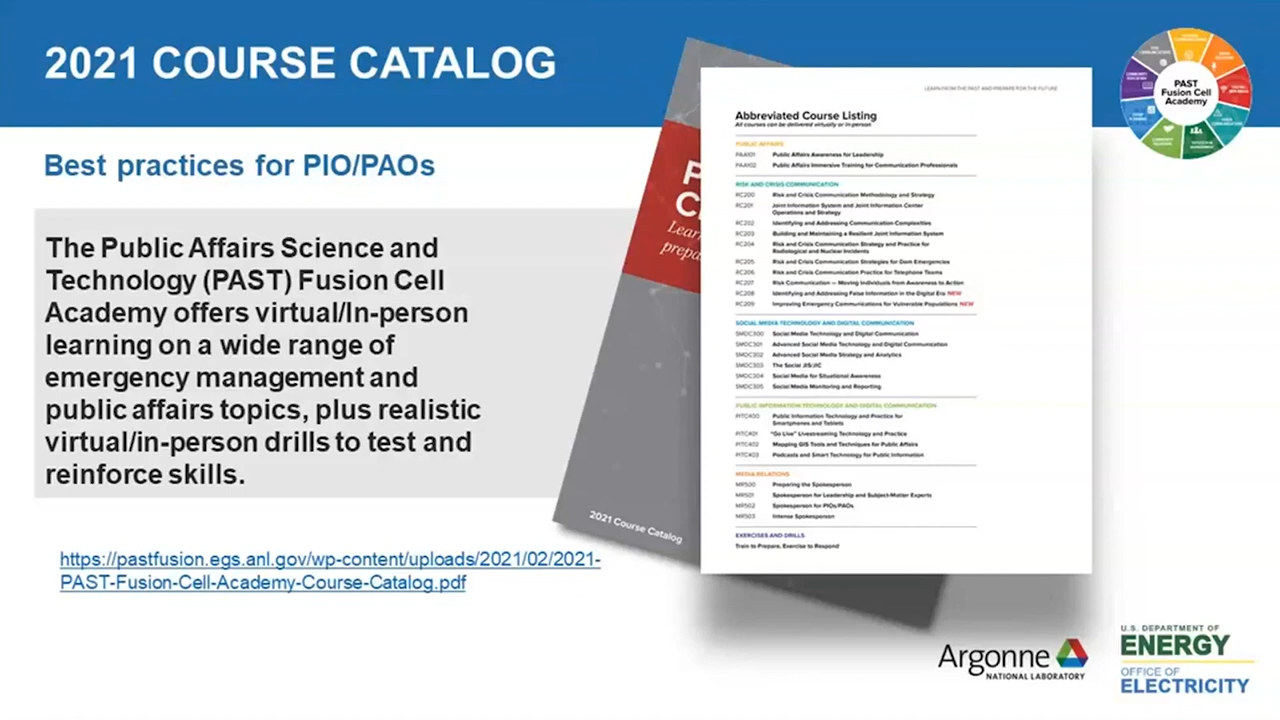 2021 COURSE CATALOG
Best practices for PIO/PAOs
The Public Affairs Science and
Technology (PAST) Fusion Cell
Academy offers virtual/In-person
learning on a wide range of
emergency management and
public affairs topics, plus realistic
virtual/in-person drills to test and
reinforce skills.
https://pastfusion.egs.anl.gov/wp-content/uploads/2021/02/2021-
PAST-Fusion-Cell-Academy-Course-Catalog.pdf
2021 Course Catalog
LEARN FROM THE PAST AND PREPARE FOR THE FUTURE
Abbreviated Course Listing
All courses can be delivered virtually or in-person
PUBLIC AFFAIRS
PAA101 Public Affairs Awareness for Leadership
PAA102 Public Affairs Immersive Training for Communication Professionals
RISK AND CRISIS COMMUNICATION
RC200 Risk and Crisis Communication Methodology and Strategy
RC201 Joint Information System and Joint Information Center
Operations and Strategy
RC202 Identifying and Addressing Communication Complexities
RC203 Building and Maintaining a Resilient Joint Information System
RC204 Risk and Crisis Communication Strategy and Practice for
Radiological and Nuclear Incidents
RC205 Risk and Crisis Communication Strategies for Dam Emergencies
RC206 Risk and Crisis Communication Practice for Telephone Teams
RC207 Risk Communication — Moving Individuals from Awareness to Action
RC208 Identifying and Addressing False Information in the Digital Era NEW
RC209 Improving Emergency Communications for Vulnerable Populations NEW
SOCIAL MEDIA TECHNOLOGY AND DIGITAL COMMUNICATION
SMDC300 Social Media Technology and Digital Communication
SMDC301 Advanced Social Media Technology and Digital Communication
SMDC302 Advanced Social Media Strategy and Analytics
SMDC303 The Social JIS/JIC
SMDC304 Social Media for Situational Awareness
SMDC305 Social Media Monitoring and Reporting
PUBLIC INFORMATION TECHNOLOGY AND DIGITAL COMMUNICATION
PITC400 Public Information Technology and Practice for
Smartphones and Tablets
PITC401 "Go Live" Livestreaming Technology and Practice
PITC402 Mapping GIS Tools and Techniques for Public Affairs
PITC403 Podcasts and Smart Technology for Public Information
MEDIA RELATIONS
MR500 Preparing the Spokesperson
MR501 Spokesperson for Leadership and Subject-Matter Experts
MR502 Spokesperson for PIOs/PAOs
MR503 Intense Spokesperson
EXERCISES AND DRILLS
Train to Prepare, Exercise to Respond
PAST
Fusion Cell
Academy
Argonne
NATIONAL LABORATORY
U.S. DEPARTMENT OF
ENERGY
OFFICE OF
ELECTRICITY